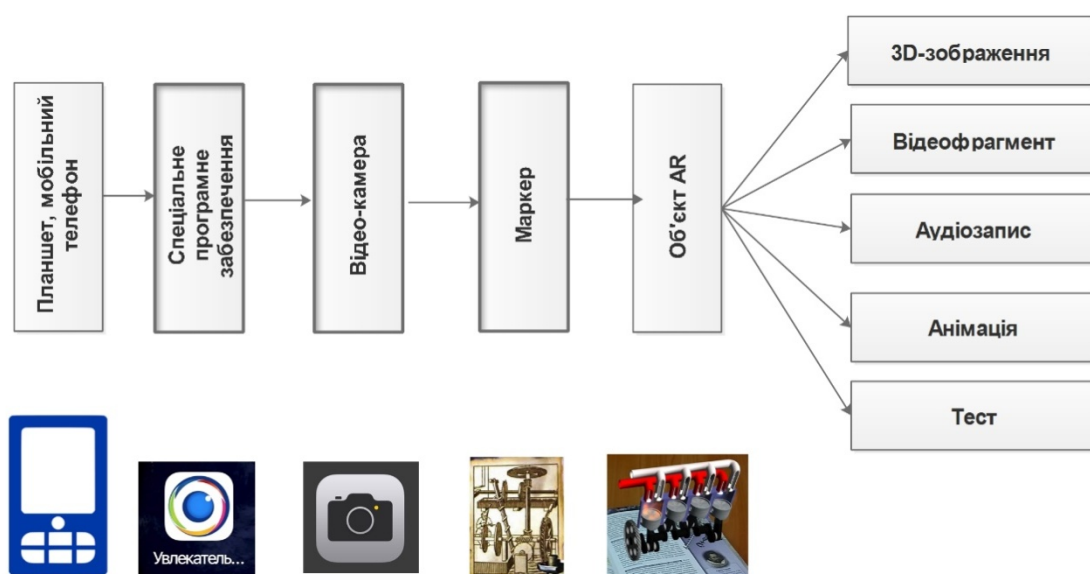 Планшет, мобільний
телефон
Спеціальне
програмне
забезпечення
Відео-камера
Маркер
Об'єкт AR
3D-зображення
Відеофрагмент
Аудіозапис
Анімація
Тест
Увлекатель...